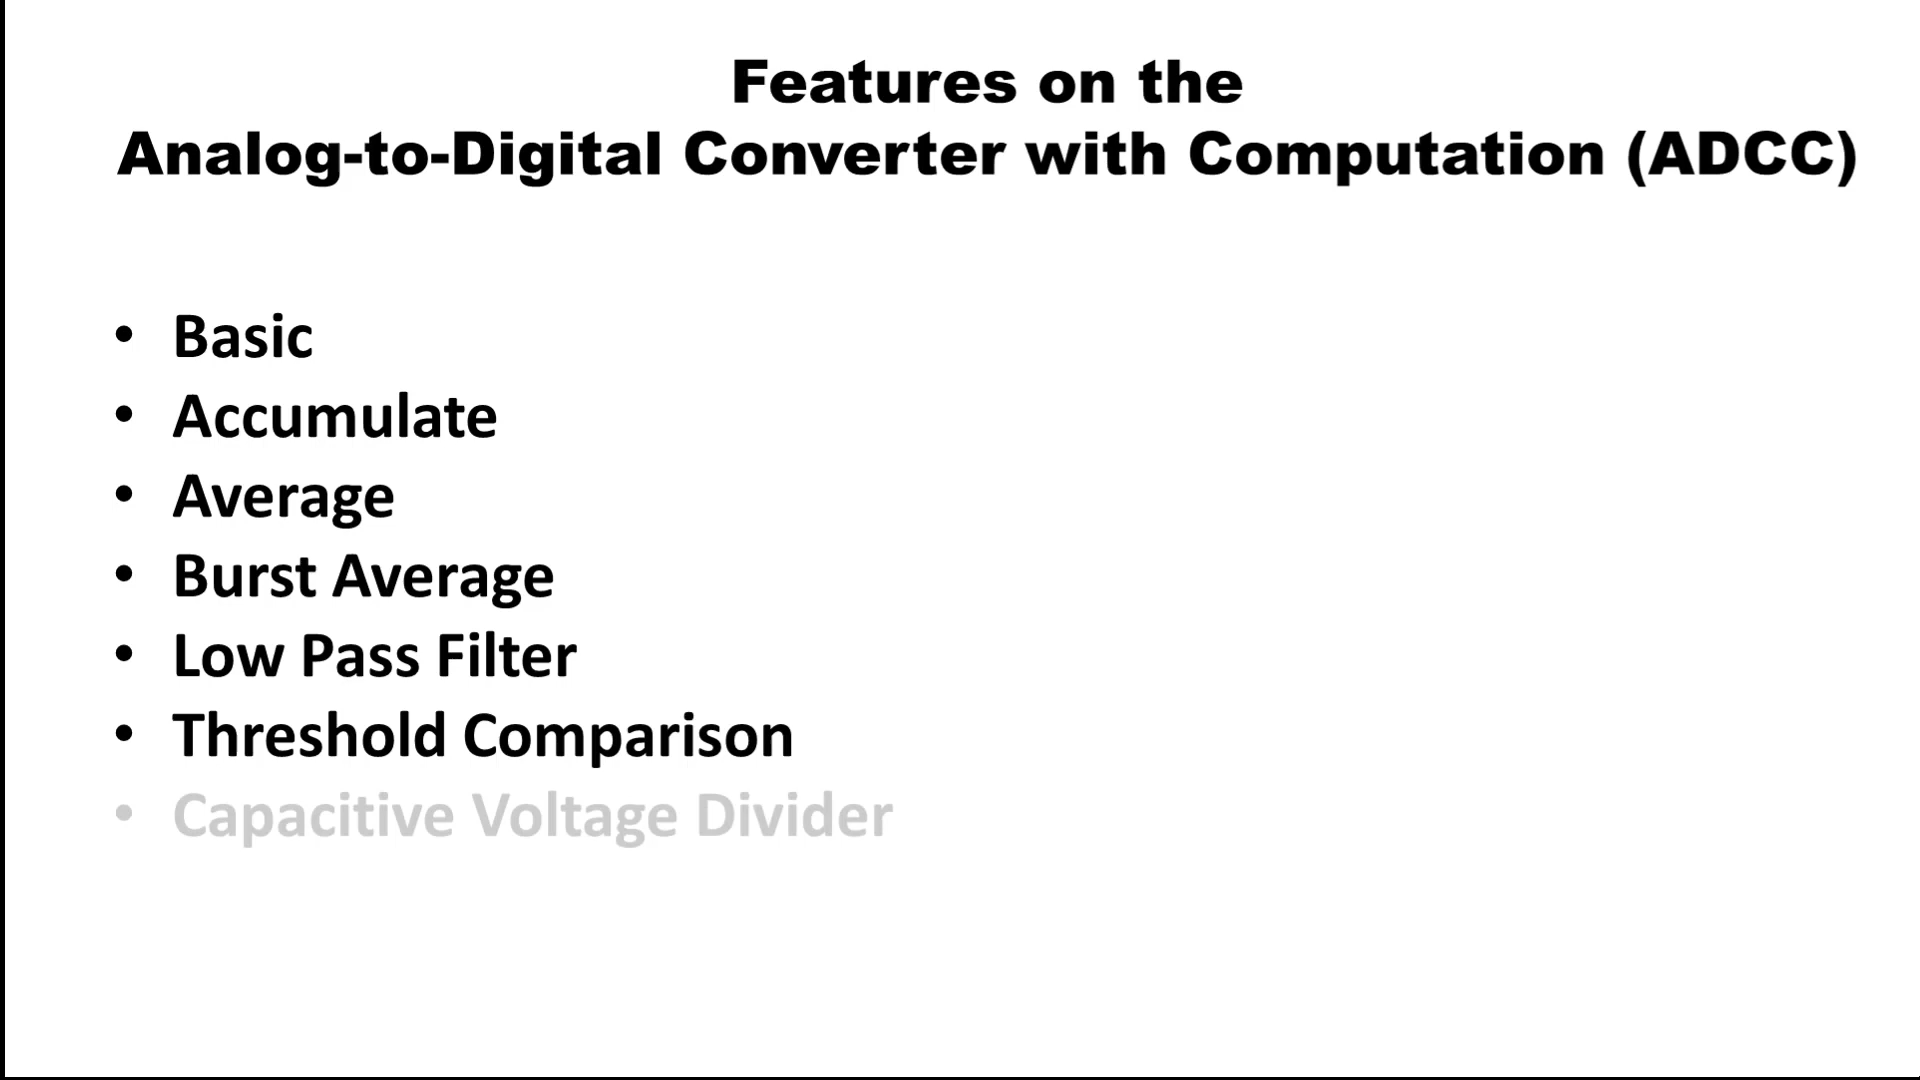 Features on the
Analog-to-Digital Converter with Computation (ADCC)
• Basic
• Accumulate
• Average
• Burst Average
• Low Pass Filter
• Threshold Comparison
• Capacitive Voltage Divider